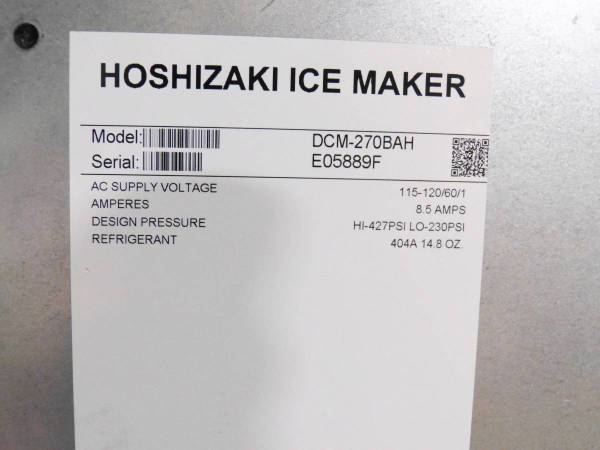 HOSHIZAKI ICE MAKER
Model: DCM-270BAH
Serial: E05889F
AC SUPPLY VOLTAGE 115-120/60/1
AMPERES 8.5 AMPS
DESIGN PRESSURE HI-427PSI LO-230PSI
REFRIGERANT 404A 14.8 OZ.